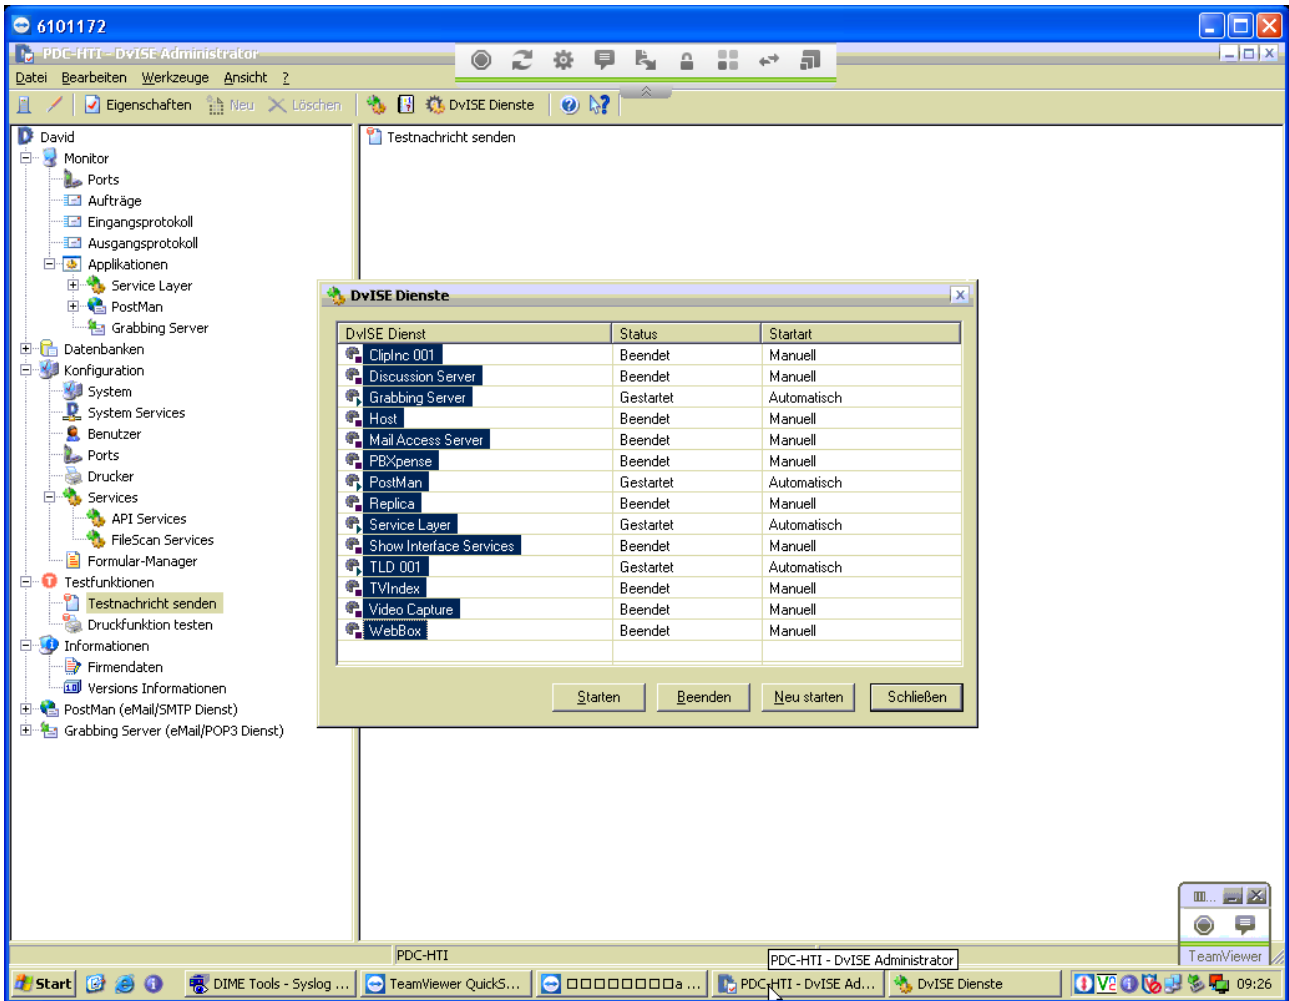 6101172
PDC-HTI - DvISE Administrator
Datei Bearbeiten Werkzeuge Ansicht ?
Eigenschaften Neu Löschen DvISE Dienste
David
Monitor
Ports
Aufträge
Eingangsprotokoll
Ausgangsprotokoll
Applikationen
Service Layer
PostMan
Grabbing Server
Datenbanken
Konfiguration
System
System Services
Benutzer
Ports
Drucker
Services
API Services
FileScan Services
Formular-Manager
Testfunktionen
Testnachricht senden
Druckfunktion testen
Informationen
Firmendaten
Versions Informationen
PostMan (eMail/SMTP Dienst)
Grabbing Server (eMail/POP3 Dienst)
Testnachricht senden
DvISE Dienste
DvISE Dienst Status Startart
ClipInc 001 Beendet Manuell
Discussion Server Beendet Manuell
Grabbing Server Gestartet Automatisch
Host Beendet Manuell
Mail Access Server Beendet Manuell
PBXpense Beendet Manuell
PostMan Gestartet Automatisch
Replica Beendet Manuell
Service Layer Gestartet Automatisch
Show Interface Services Beendet Manuell
TLD 001 Gestartet Automatisch
TVIndex Beendet Manuell
Video Capture Beendet Manuell
WebBox Beendet Manuell
Starten Beenden Neu starten Schließen
...
TeamViewer
PDC-HTI
PDC-HTI - DvISE Administrator
Start DIME Tools - Syslog ... TeamViewer QuickS... □□□□□□□□a ... PDC-HTI - DvISE Ad... DvISE Dienste 09:26